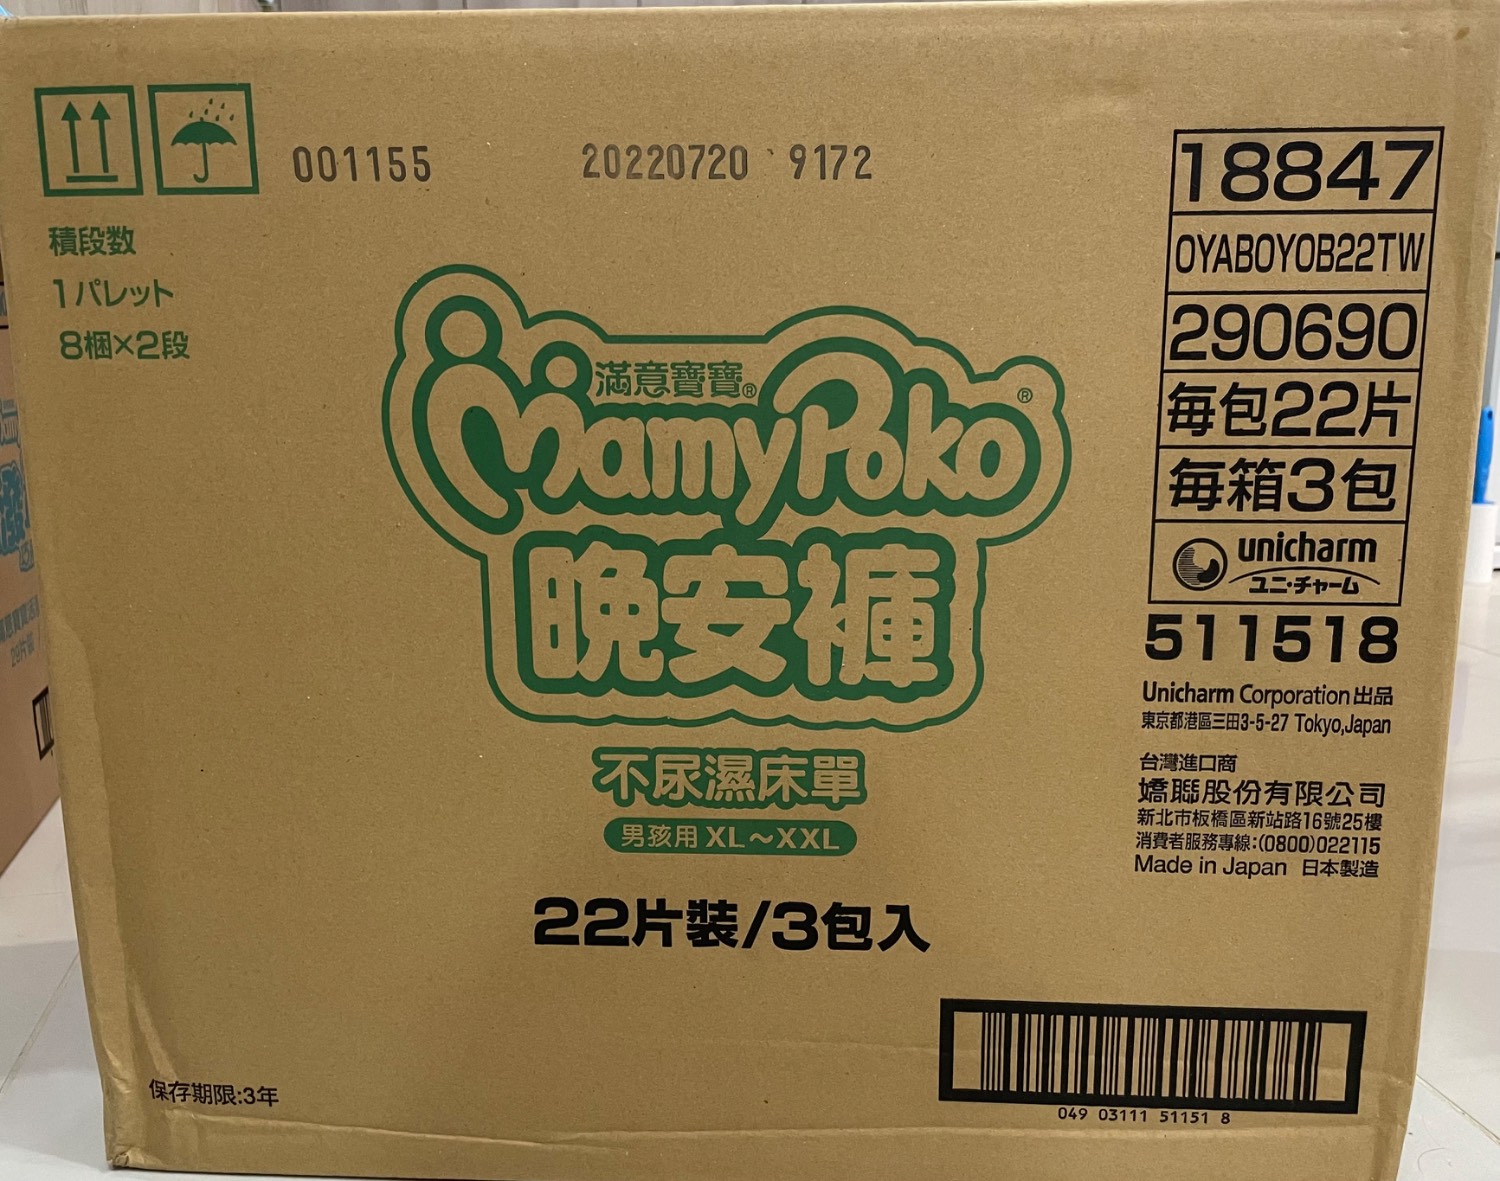 001155
20220720 9172
積段数
1パレット
8梱×2段
満意寶寶®
MamyPoko®
晩安褲
不尿濕床單
男孩用 XL～XXL
22片裝/3包入
保存期限:3年
18847
OYABOYOB22TW
290690
每包22片
每箱3包
unicharm
ユニ・チャーム
511518
Unicharm Corporation出品
東京都港區三田3-5-27 Tokyo,Japan
台灣進口商
嬌聯股份有限公司
新北市板橋區新站路16號25樓
消費者服務專線:(0800)022115
Made in Japan 日本製造
049 03111 51151 8